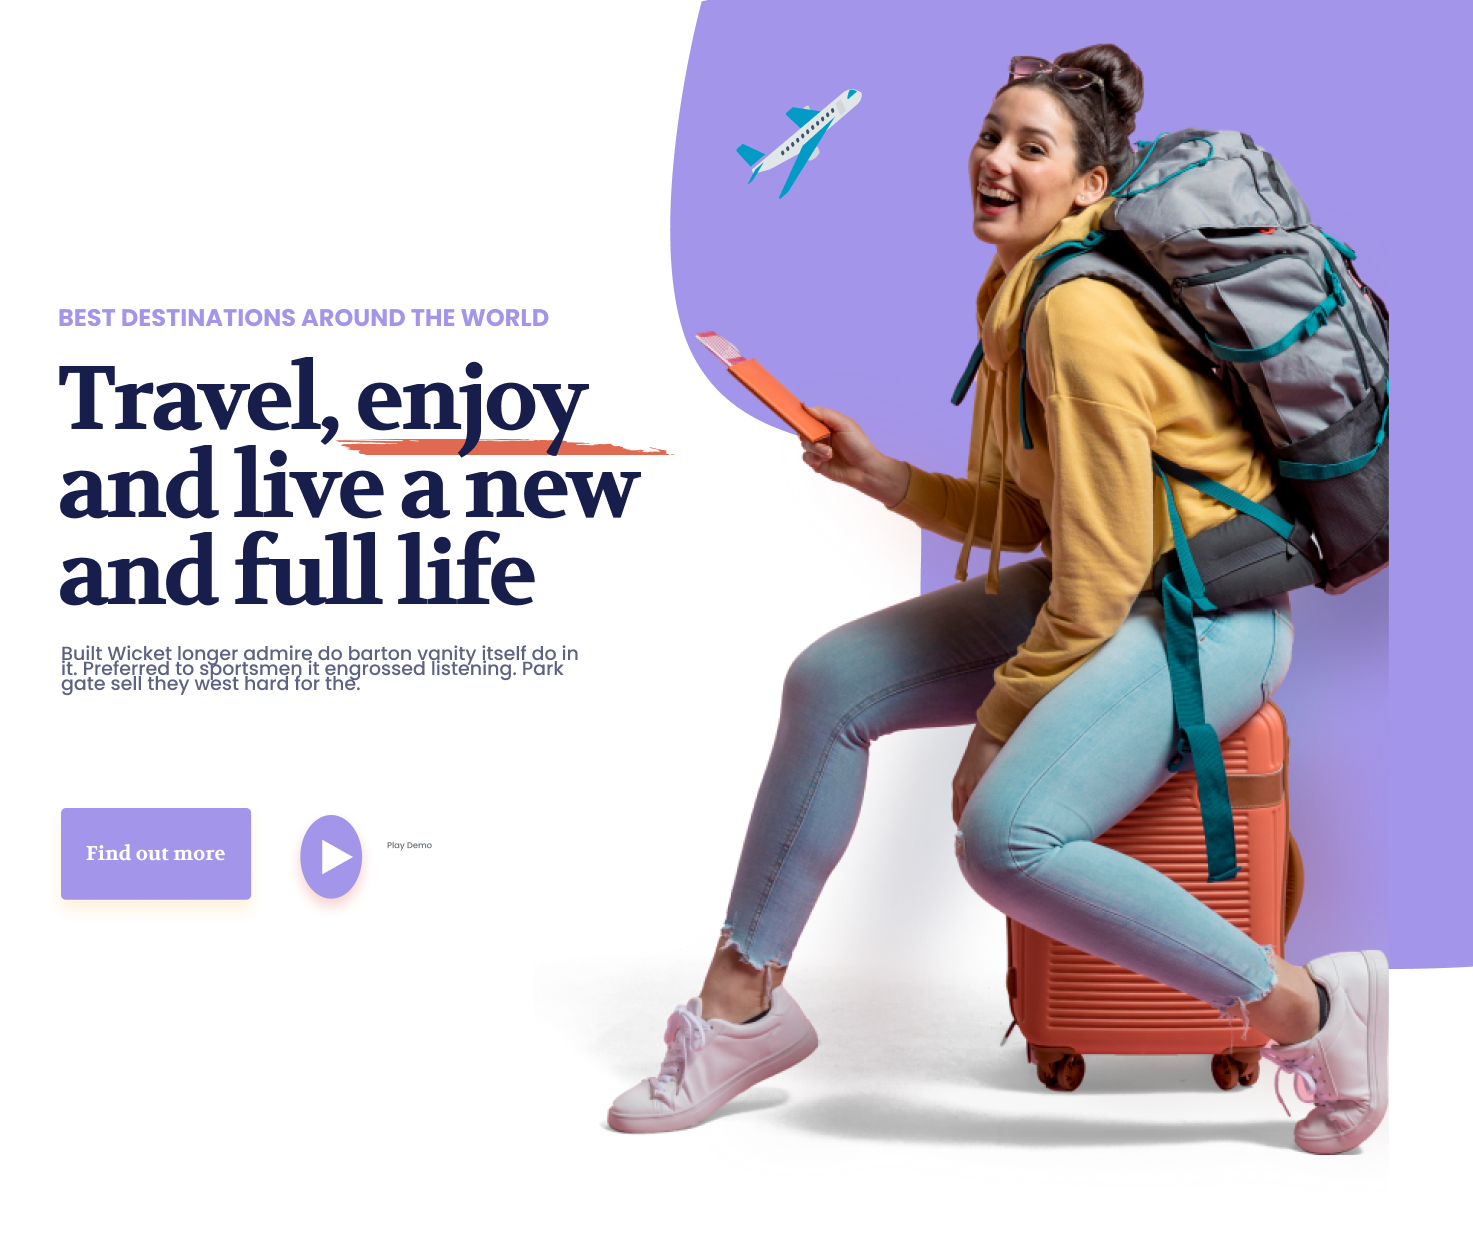 BEST DESTINATIONS AROUND THE WORLD
Travel, enjoy
and live a new
and full life
Built Wicket longer admire do barton vanity itself do in
it. Preferred to sportsmen it engrossed listening. Park
gate sell they west hard for the.
Find out more
Play Demo